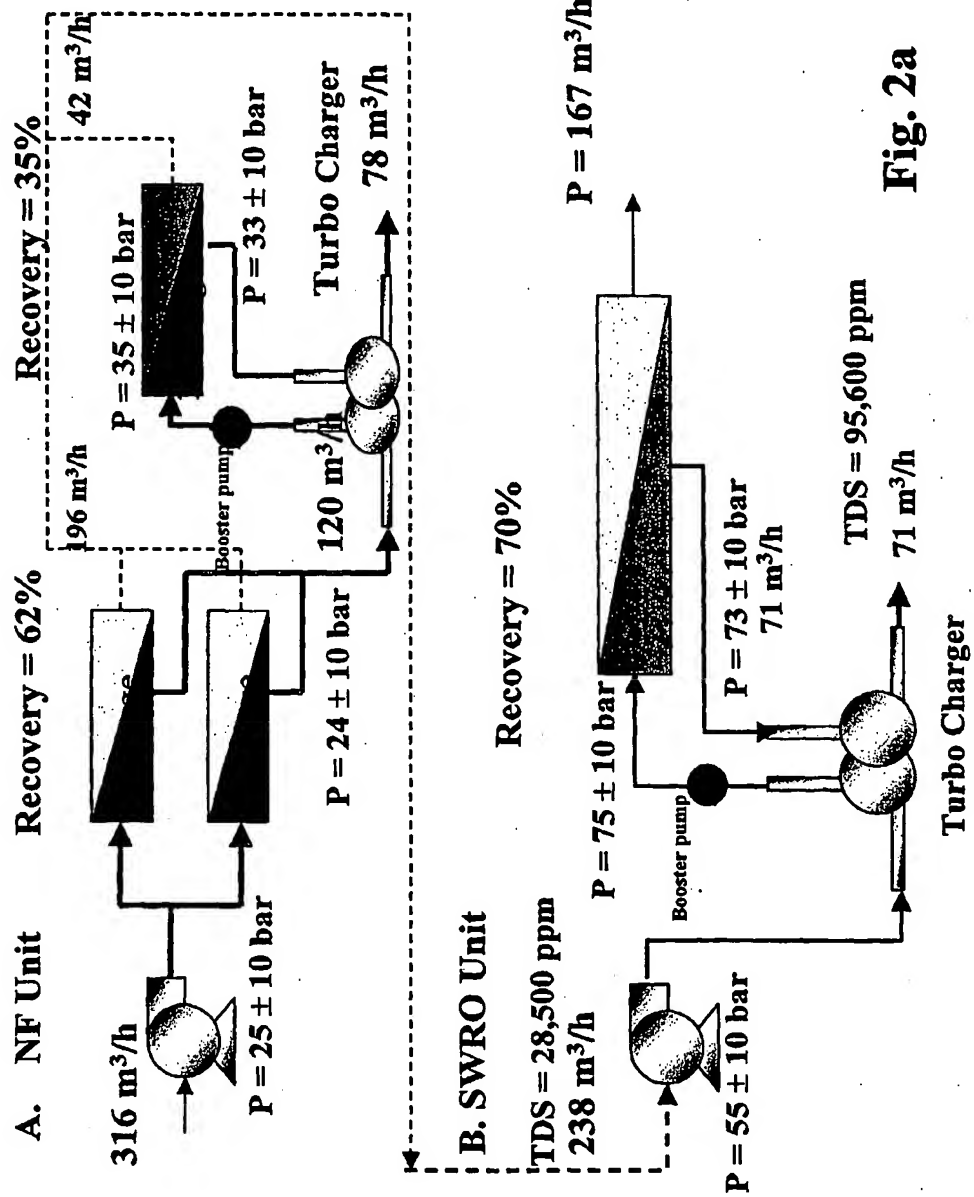 A. NF Unit
Recovery = 62%
Recovery = 35%
316 m³/h
P = 25 ± 10 bar
196 m³/h
42 m³/h
P = 24 ± 10 bar
Booster pump
120 m³/h
P = 35 ± 10 bar
P = 33 ± 10 bar
Turbo Charger
78 m³/h
B. SWRO Unit
TDS = 28,500 ppm
238 m³/h
P = 55 ± 10 bar
Recovery = 70%
P = 75 ± 10 bar
Booster pump
P = 73 ± 10 bar
71 m³/h
Turbo Charger
TDS = 95,600 ppm
71 m³/h
P = 167 m³/h
Fig. 2a